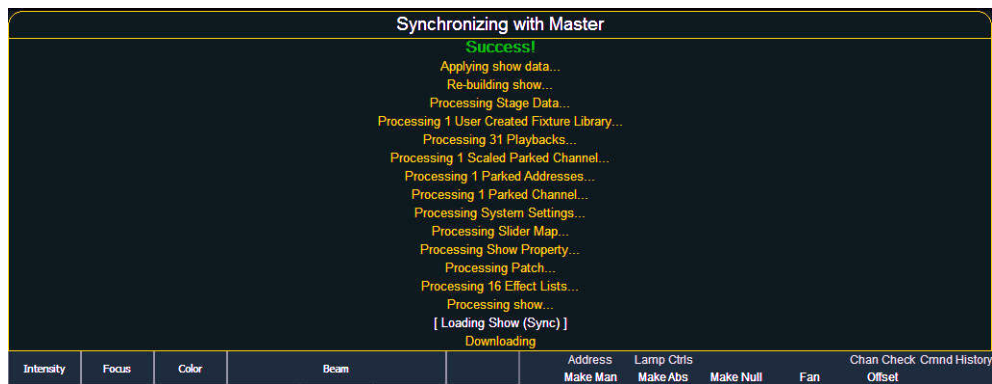 Synchronizing with Master
Success!
Applying show data...
Re-building show...
Processing Stage Data...
Processing 1 User Created Fixture Library...
Processing 31 Playbacks...
Processing 1 Scaled Parked Channel...
Processing 1 Parked Addresses...
Processing 1 Parked Channel...
Processing System Settings...
Processing Slider Map...
Processing Show Property...
Processing Patch...
Processing 16 Effect Lists...
Processing show...
[ Loading Show (Sync) ]
Downloading
Address Lamp Ctrls Chan Check Cmnd History
Intensity Focus Color Beam
Make Man Make Abs Make Null Fan Offset